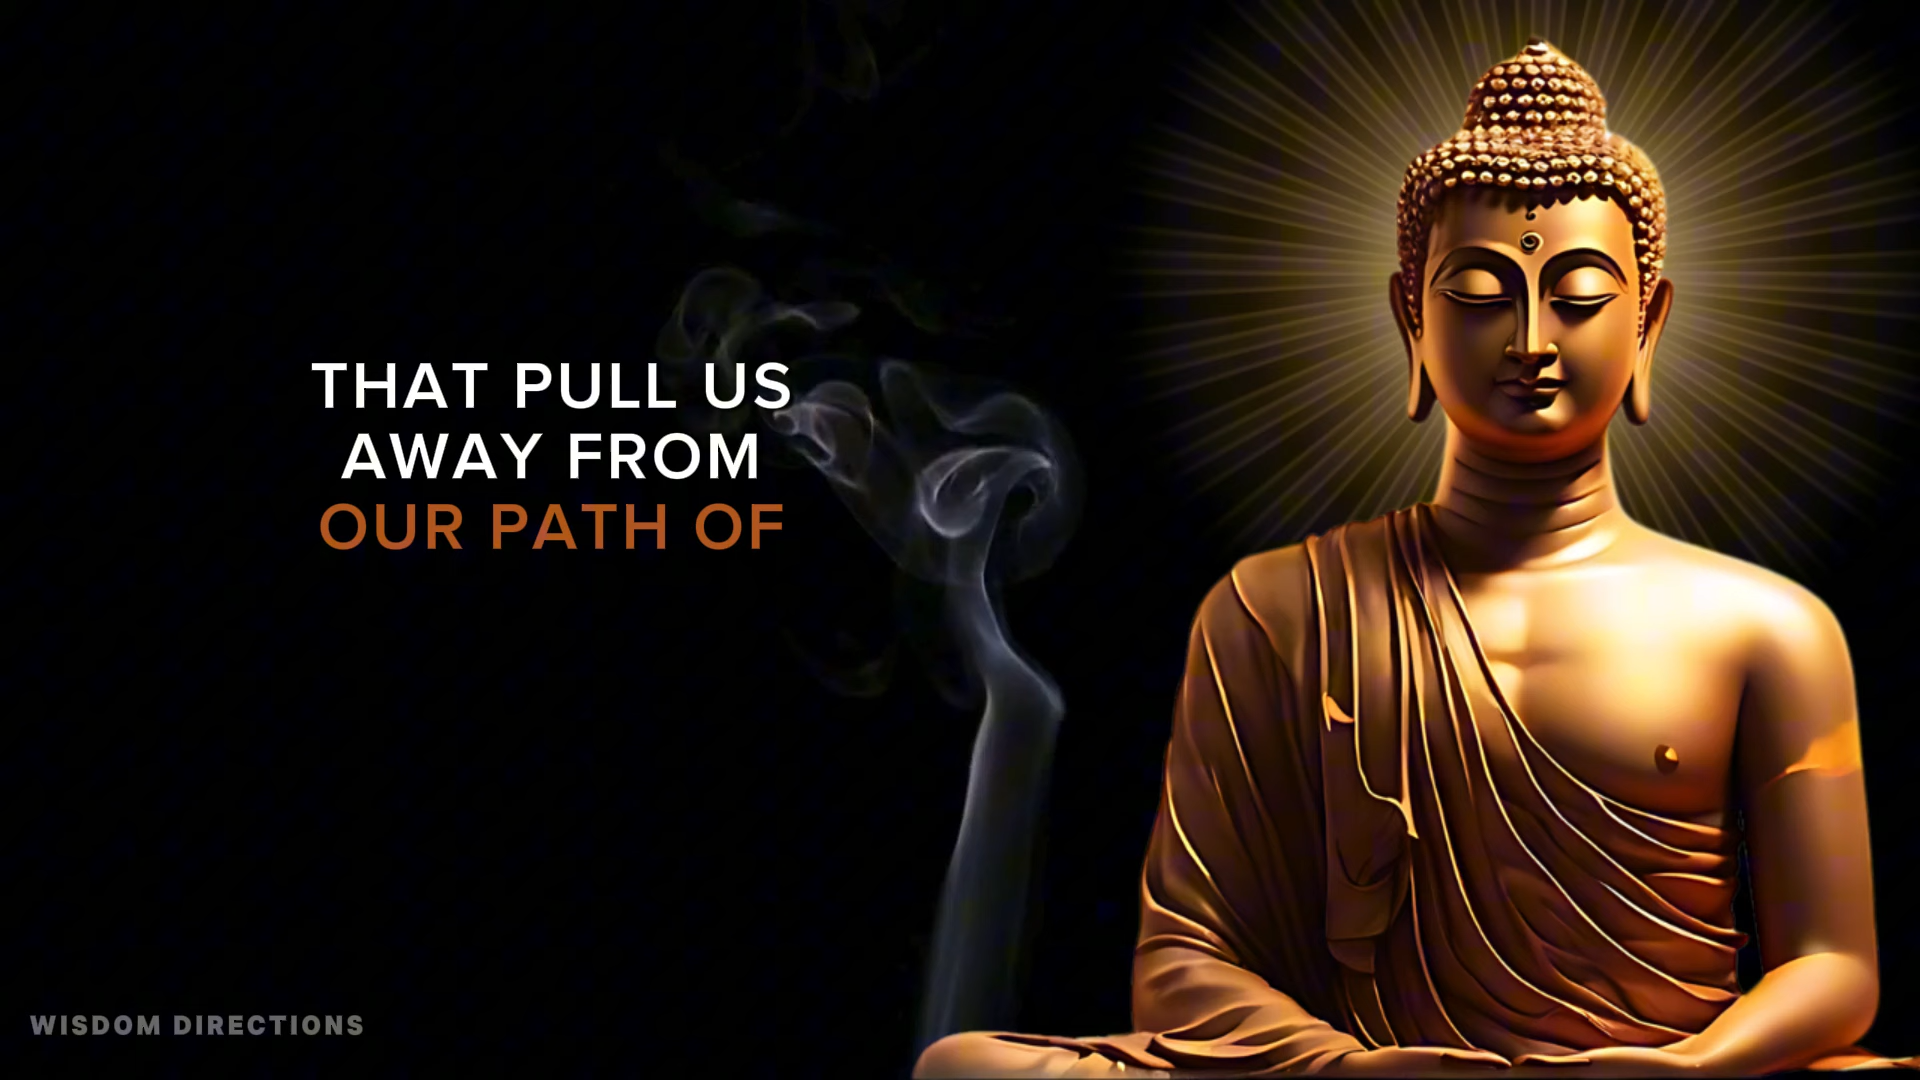 THAT PULL US
AWAY FROM
OUR PATH OF
WISDOM DIRECTIONS